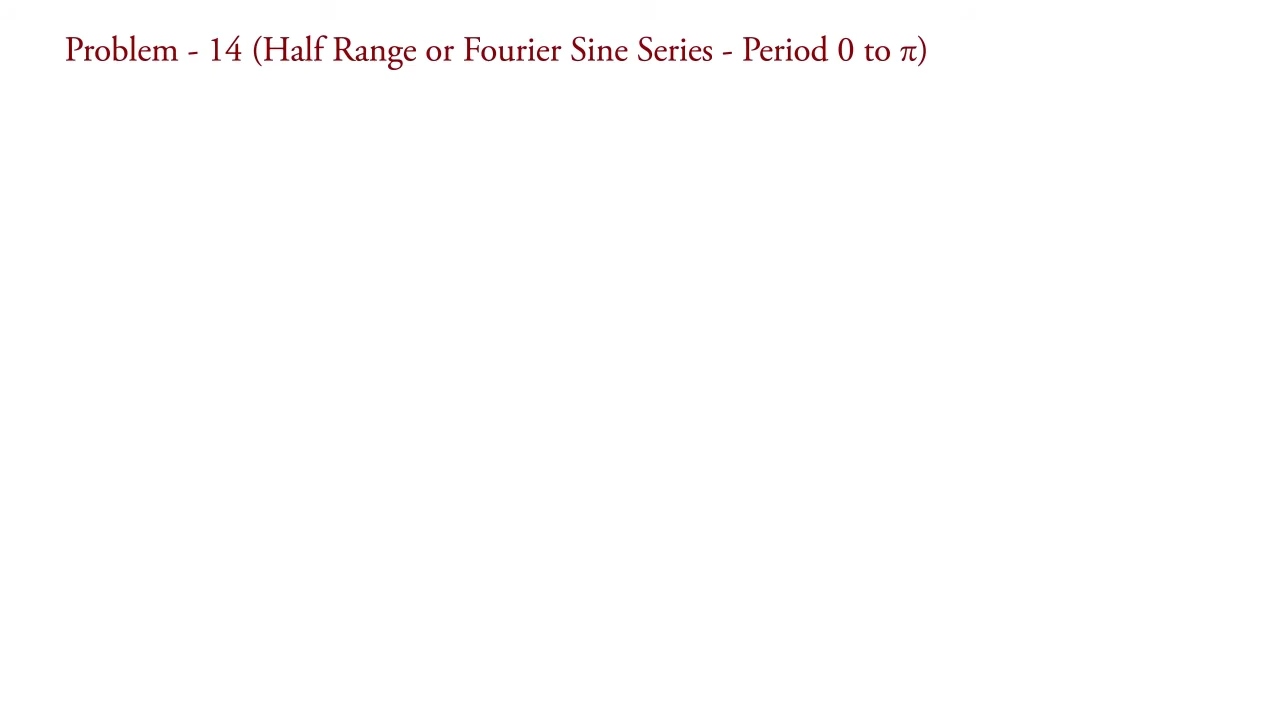 Problem - 14 (Half Range or Fourier Sine Series - Period 0 to π)